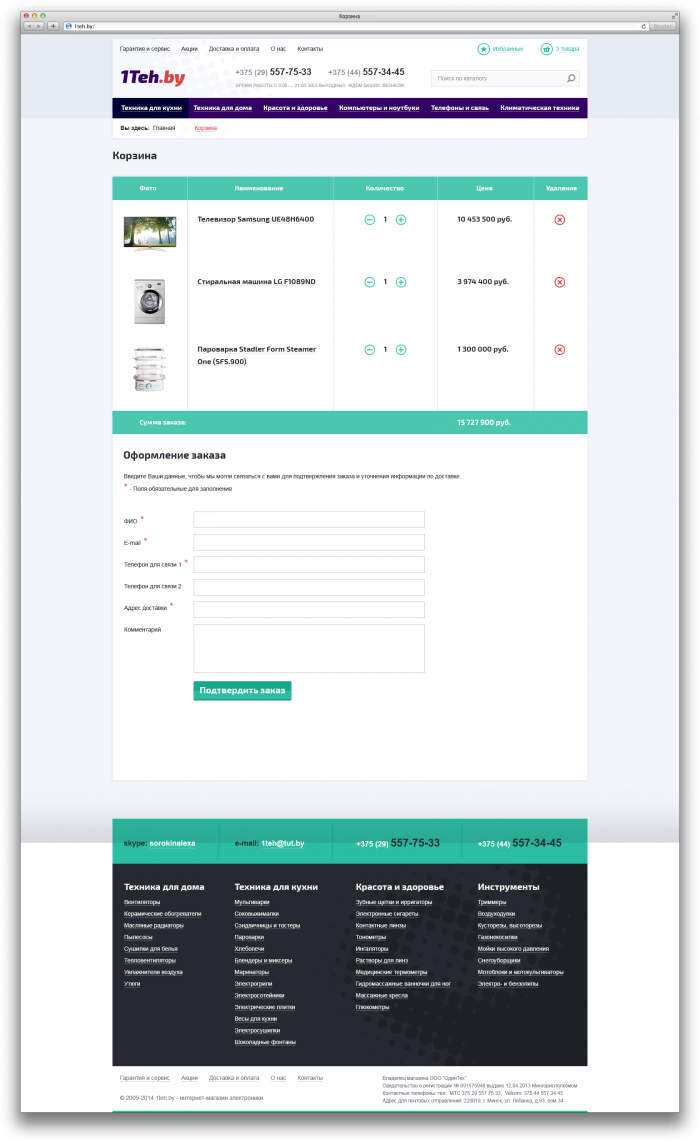 Корзина
1teh.by/
Reader
Гарантия и сервис Акции Доставка и оплата О нас Контакты Избранные 3 товара
1Teh.by
+375 (29) 557-75-33 +375 (44) 557-34-45
ВРЕМЯ РАБОТЫ С 9:00 — 21:00. БЕЗ ВЫХОДНЫХ. ЖДЁМ ВАШИХ ЗВОНКОВ!
Поиск по каталогу
Техника для кухни Техника для дома Красота и здоровье Компьютеры и ноутбуки Телефоны и связь Климатическая техника
Вы здесь: Главная Корзина
Корзина
Фото Наименование Количество Цена Удаление
Телевизор Samsung UE48H6400 1 10 453 500 руб.
Стиральная машина LG F1089ND 1 3 974 400 руб.
Пароварка Stadler Form Steamer 1 1 300 000 руб.
One (SFS.900)
Сумма заказа: 15 727 900 руб.
Оформление заказа
Введите Ваши данные, чтобы мы могли связаться с вами для подтверждения заказа и уточнения информации по доставке.
* - Поля обязательные для заполнения
ФИО *
E-mail *
Телефон для связи 1 *
Телефон для связи 2
Адрес доставки *
Комментарий
Подтвердить заказ
skype: sorokinalexa e-mail: 1teh@tut.by +375 (29) 557-75-33 +375 (44) 557-34-45
Техника для дома
Вентиляторы
Керамические обогреватели
Масляные радиаторы
Пылесосы
Сушилки для белья
Тепловентиляторы
Увлажнители воздуха
Утюги
Техника для кухни
Мультиварки
Соковыжималки
Сэндвичницы и тостеры
Пароварки
Хлебопечи
Блендеры и миксеры
Маринаторы
Электрогрили
Электросотейники
Электрические плитки
Весы для кухни
Электросушилки
Шоколадные фонтаны
Красота и здоровье
Зубные щетки и ирригаторы
Электронные сигареты
Контактные линзы
Тонометры
Ингаляторы
Растворы для линз
Медицинские термометры
Гидромассажные ванночки для ног
Массажные кресла
Глюкометры
Инструменты
Триммеры
Воздуходувки
Кусторезы, высоторезы
Газонокосилки
Мойки высокого давления
Снегоуборщики
Мотоблоки и мотокультиваторы
Электро- и бензопилы
Гарантия и сервис Акции Доставка и оплата О нас Контакты
© 2009-2014 1teh.by - интернет-магазин электроники
Владелец магазина ООО "ОдинТех"
Свидетельство о регистрации № 691575948 выдано 12.04.2013 Мингорисполкомом
Контактные телефоны: тел.: МТС 375 29 557 75 33, Velcom: 375 44 557 34 45
Адрес для почтовых отправлений: 220019, г. Минск, ул. Лобанка, д.93, пом.34